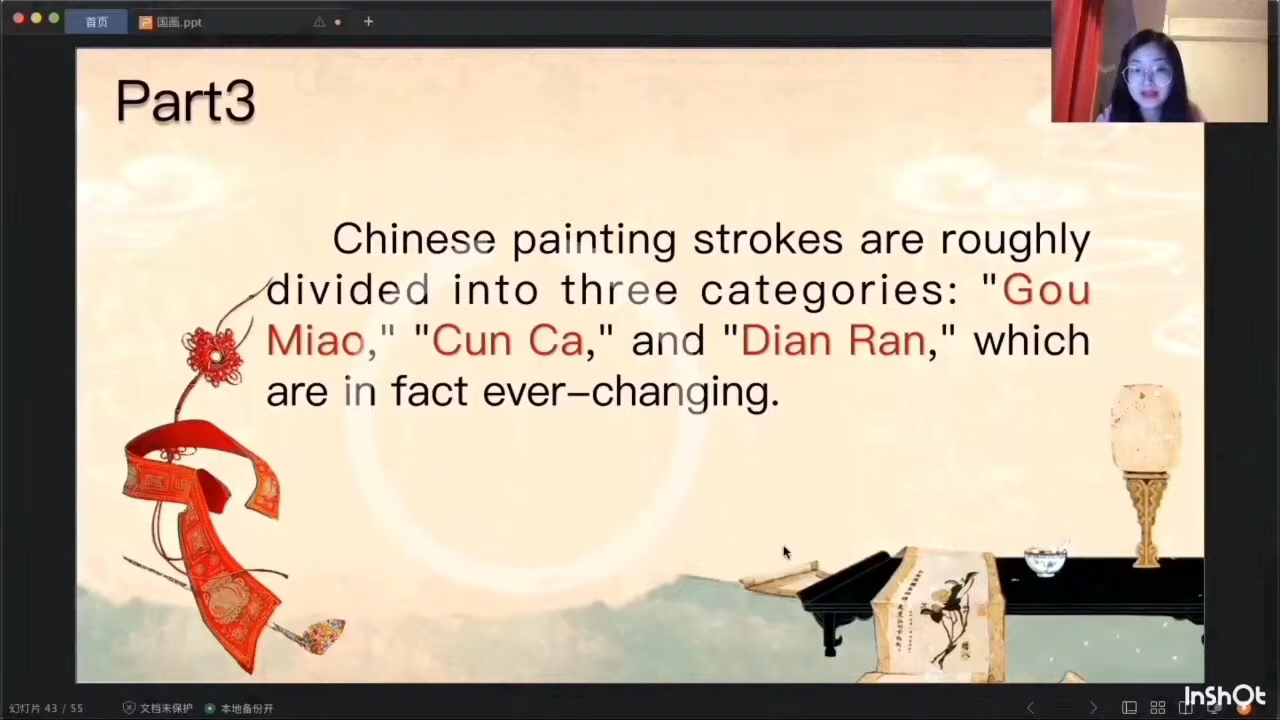 首页
国画.ppt
Part3
Chinese painting strokes are roughly
divided into three categories: "Gou
Miao," "Cun Ca," and "Dian Ran," which
are in fact ever-changing.
幻灯片 43 / 55
文档未保护
本地备份开
InShOt